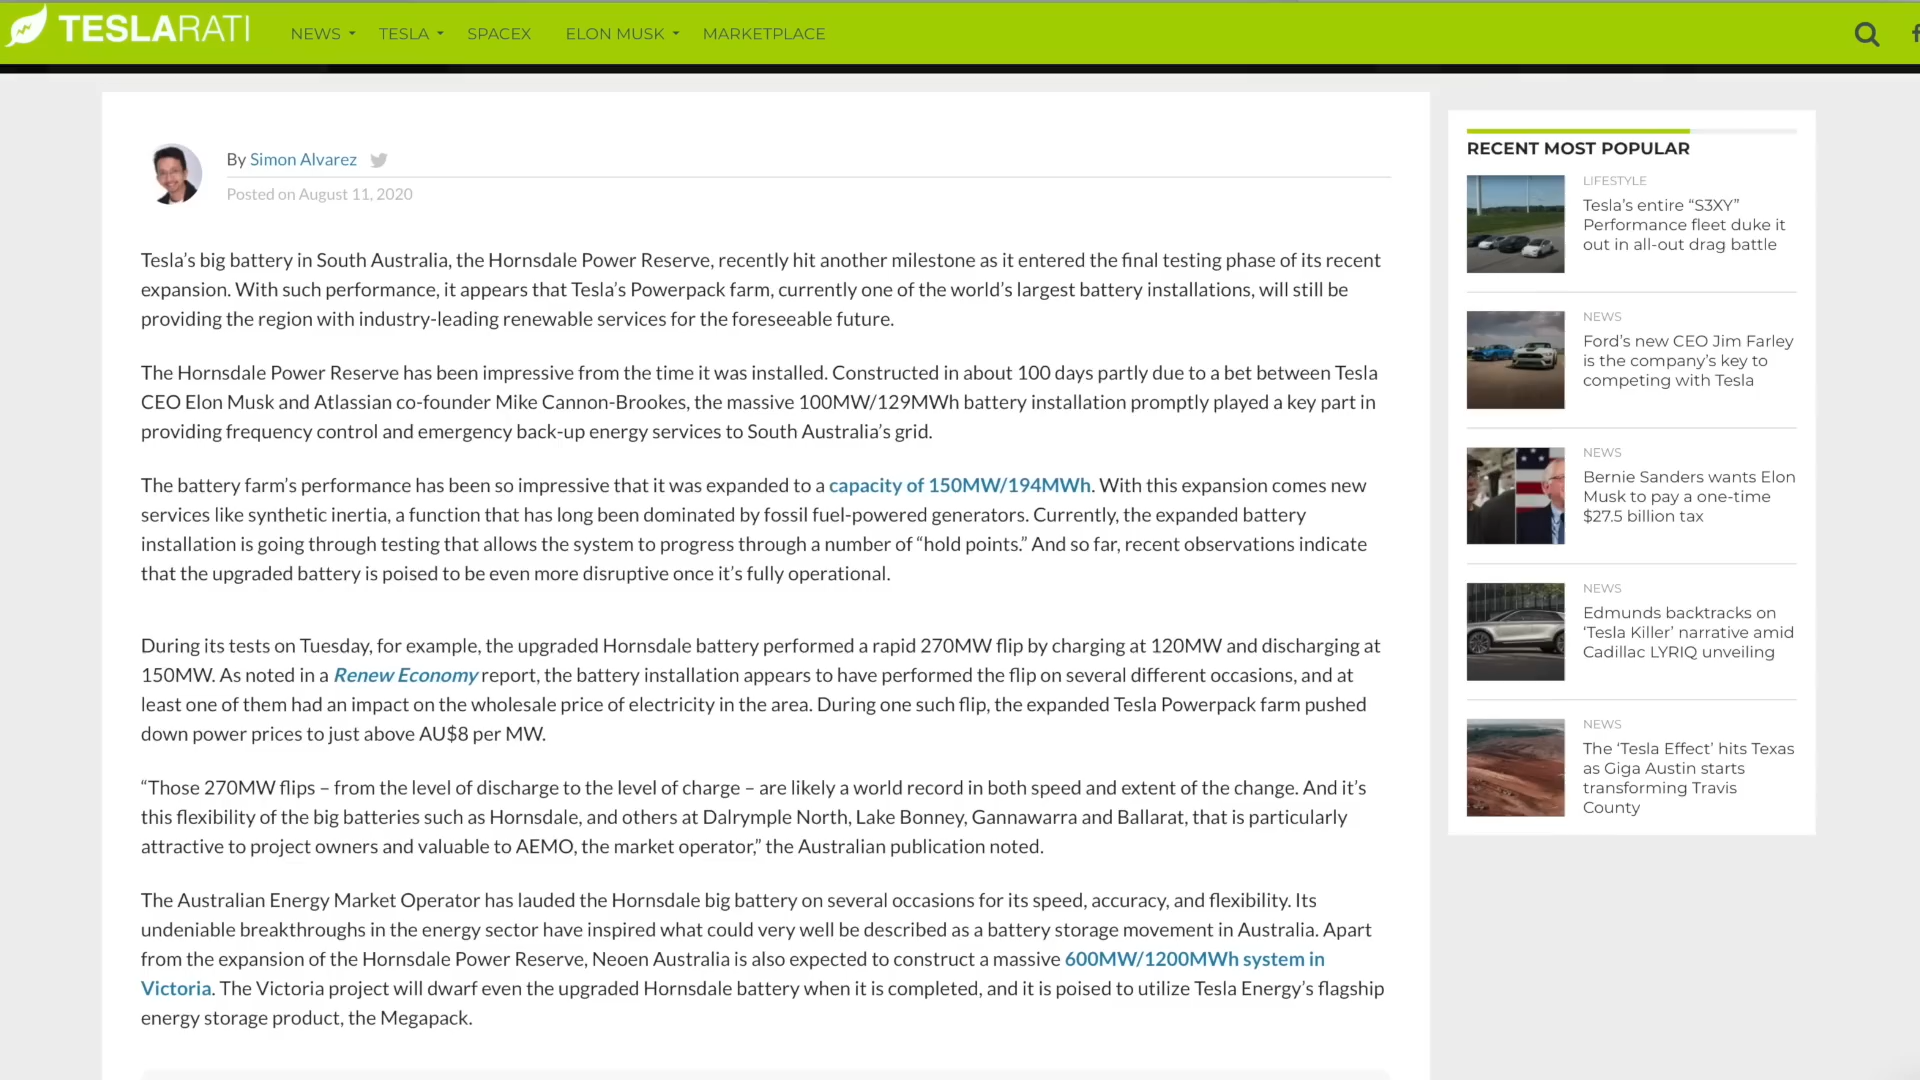 TESLARATI
NEWS
TESLA
SPACEX
ELON MUSK
MARKETPLACE
By Simon Alvarez
Posted on August 11, 2020
Tesla’s big battery in South Australia, the Hornsdale Power Reserve, recently hit another milestone as it entered the final testing phase of its recent
expansion. With such performance, it appears that Tesla’s Powerpack farm, currently one of the world’s largest battery installations, will still be
providing the region with industry-leading renewable services for the foreseeable future.
The Hornsdale Power Reserve has been impressive from the time it was installed. Constructed in about 100 days partly due to a bet between Tesla
CEO Elon Musk and Atlassian co-founder Mike Cannon-Brookes, the massive 100MW/129MWh battery installation promptly played a key part in
providing frequency control and emergency back-up energy services to South Australia’s grid.
The battery farm’s performance has been so impressive that it was expanded to a capacity of 150MW/194MWh. With this expansion comes new
services like synthetic inertia, a function that has long been dominated by fossil fuel-powered generators. Currently, the expanded battery
installation is going through testing that allows the system to progress through a number of “hold points.” And so far, recent observations indicate
that the upgraded battery is poised to be even more disruptive once it’s fully operational.
During its tests on Tuesday, for example, the upgraded Hornsdale battery performed a rapid 270MW flip by charging at 120MW and discharging at
150MW. As noted in a Renew Economy report, the battery installation appears to have performed the flip on several different occasions, and at
least one of them had an impact on the wholesale price of electricity in the area. During one such flip, the expanded Tesla Powerpack farm pushed
down power prices to just above AU$8 per MW.
“Those 270MW flips – from the level of discharge to the level of charge – are likely a world record in both speed and extent of the change. And it’s
this flexibility of the big batteries such as Hornsdale, and others at Dalrymple North, Lake Bonney, Gannawarra and Ballarat, that is particularly
attractive to project owners and valuable to AEMO, the market operator,” the Australian publication noted.
The Australian Energy Market Operator has lauded the Hornsdale big battery on several occasions for its speed, accuracy, and flexibility. Its
undeniable breakthroughs in the energy sector have inspired what could very well be described as a battery storage movement in Australia. Apart
from the expansion of the Hornsdale Power Reserve, Neoen Australia is also expected to construct a massive 600MW/1200MWh system in
Victoria. The Victoria project will dwarf even the upgraded Hornsdale battery when it is completed, and it is poised to utilize Tesla Energy’s flagship
energy storage product, the Megapack.
RECENT MOST POPULAR
LIFESTYLE
Tesla’s entire “S3XY”
Performance fleet duke it
out in all-out drag battle
NEWS
Ford’s new CEO Jim Farley
is the company’s key to
competing with Tesla
NEWS
Bernie Sanders wants Elon
Musk to pay a one-time
$27.5 billion tax
NEWS
Edmunds backtracks on
‘Tesla Killer’ narrative amid
Cadillac LYRIQ unveiling
NEWS
The ‘Tesla Effect’ hits Texas
as Giga Austin starts
transforming Travis
County